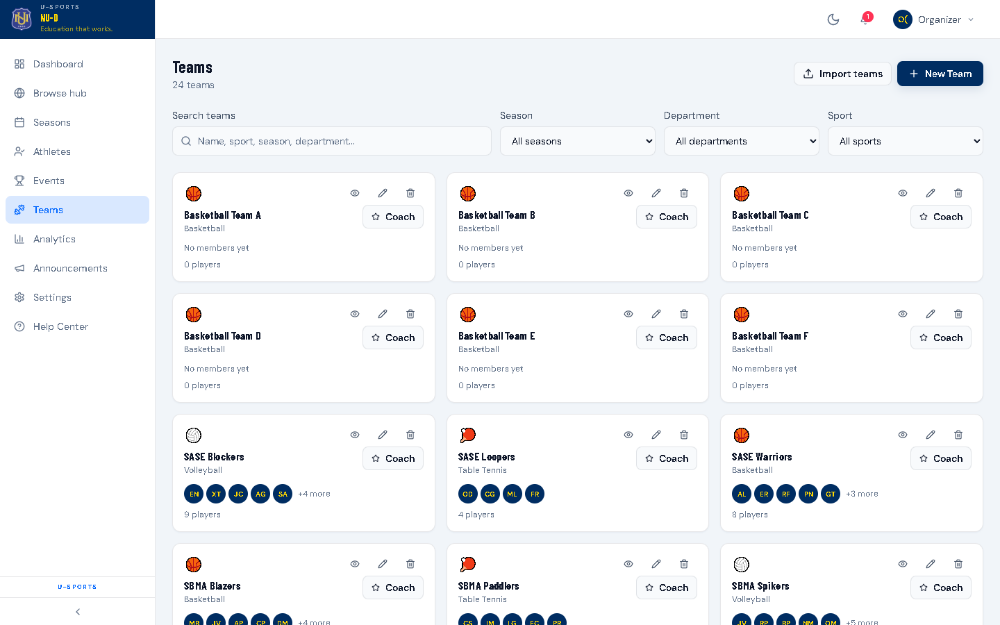 U-SPORTS
NU-D
Education that works.
1
O(
Organizer
Dashboard
Browse hub
Seasons
Athletes
Events
Teams
Analytics
Announcements
Settings
Help Center
U-SPORTS
Teams
24 teams
Import teams
New Team
Search teams
Season
Department
Sport
Name, sport, season, department...
All seasons
All departments
All sports
Basketball Team A
Coach
Basketball
No members yet
0 players
Basketball Team B
Coach
Basketball
No members yet
0 players
Basketball Team C
Coach
Basketball
No members yet
0 players
Basketball Team D
Coach
Basketball
No members yet
0 players
Basketball Team E
Coach
Basketball
No members yet
0 players
Basketball Team F
Coach
Basketball
No members yet
0 players
SASE Blockers
Coach
Volleyball
EN XT JC AG SA +4 more
9 players
SASE Loopers
Coach
Table Tennis
OD CG ML FR
4 players
SASE Warriors
Coach
Basketball
AL ER RF PN GT +3 more
8 players
SBMA Blazers
Coach
Basketball
MB JV AP CP DM +4 more
SBMA Paddlers
Coach
Table Tennis
CS IM LG EC PR
SBMA Spikers
Coach
Volleyball
JV RP NM OM +5 more